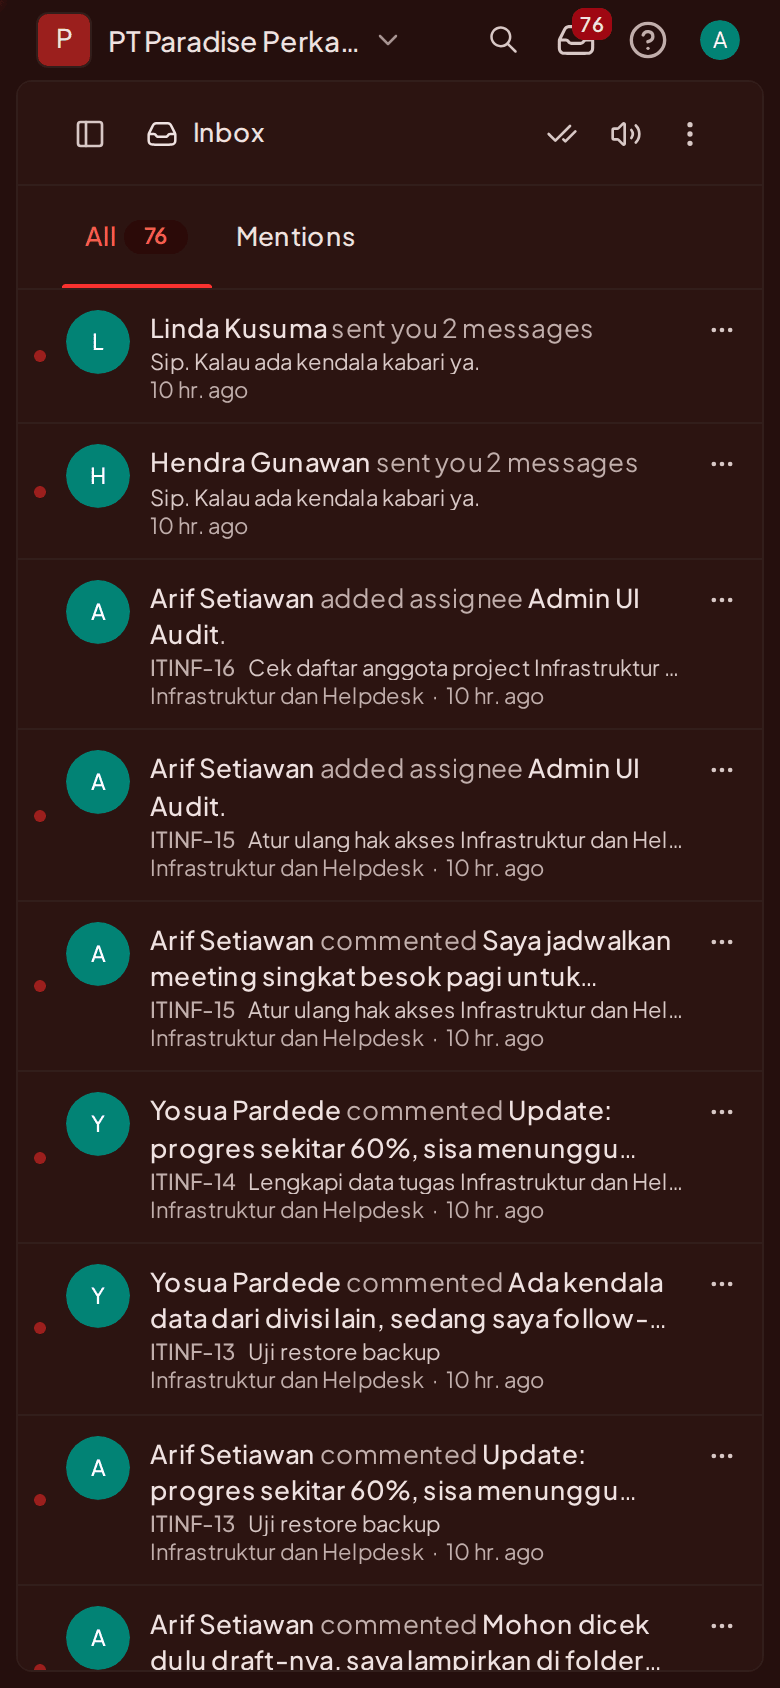 P PT Paradise Perka... 76 A
Inbox
All 76 Mentions
L Linda Kusuma sent you 2 messages
Sip. Kalau ada kendala kabari ya.
10 hr. ago
H Hendra Gunawan sent you 2 messages
Sip. Kalau ada kendala kabari ya.
10 hr. ago
A Arif Setiawan added assignee Admin UI
Audit.
ITINF-16 Cek daftar anggota project Infrastruktur ...
Infrastruktur dan Helpdesk · 10 hr. ago
A Arif Setiawan added assignee Admin UI
Audit.
ITINF-15 Atur ulang hak akses Infrastruktur dan Hel...
Infrastruktur dan Helpdesk · 10 hr. ago
A Arif Setiawan commented Saya jadwalkan
meeting singkat besok pagi untuk...
ITINF-15 Atur ulang hak akses Infrastruktur dan Hel...
Infrastruktur dan Helpdesk · 10 hr. ago
Y Yosua Pardede commented Update:
progres sekitar 60%, sisa menunggu...
ITINF-14 Lengkapi data tugas Infrastruktur dan Hel...
Infrastruktur dan Helpdesk · 10 hr. ago
Y Yosua Pardede commented Ada kendala
data dari divisi lain, sedang saya follow-...
ITINF-13 Uji restore backup
Infrastruktur dan Helpdesk · 10 hr. ago
A Arif Setiawan commented Update:
progres sekitar 60%, sisa menunggu...
ITINF-13 Uji restore backup
Infrastruktur dan Helpdesk · 10 hr. ago
A Arif Setiawan commented Mohon dicek
dulu draft-nya, saya lampirkan di folder...